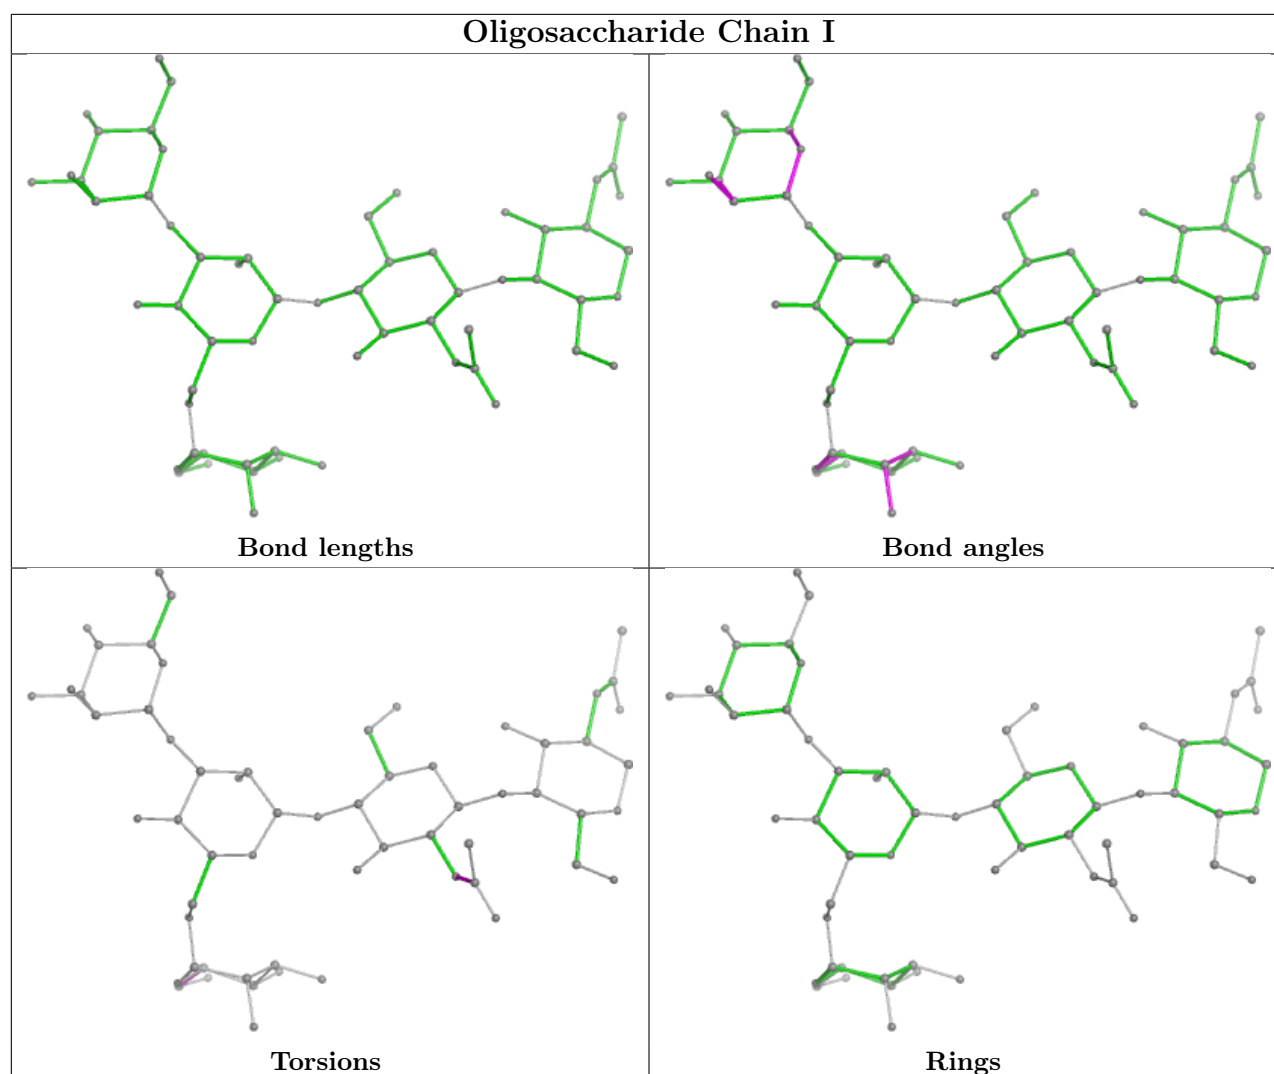 Oligosaccharide Chain I
Bond lengths
Bond angles
Torsions
Rings